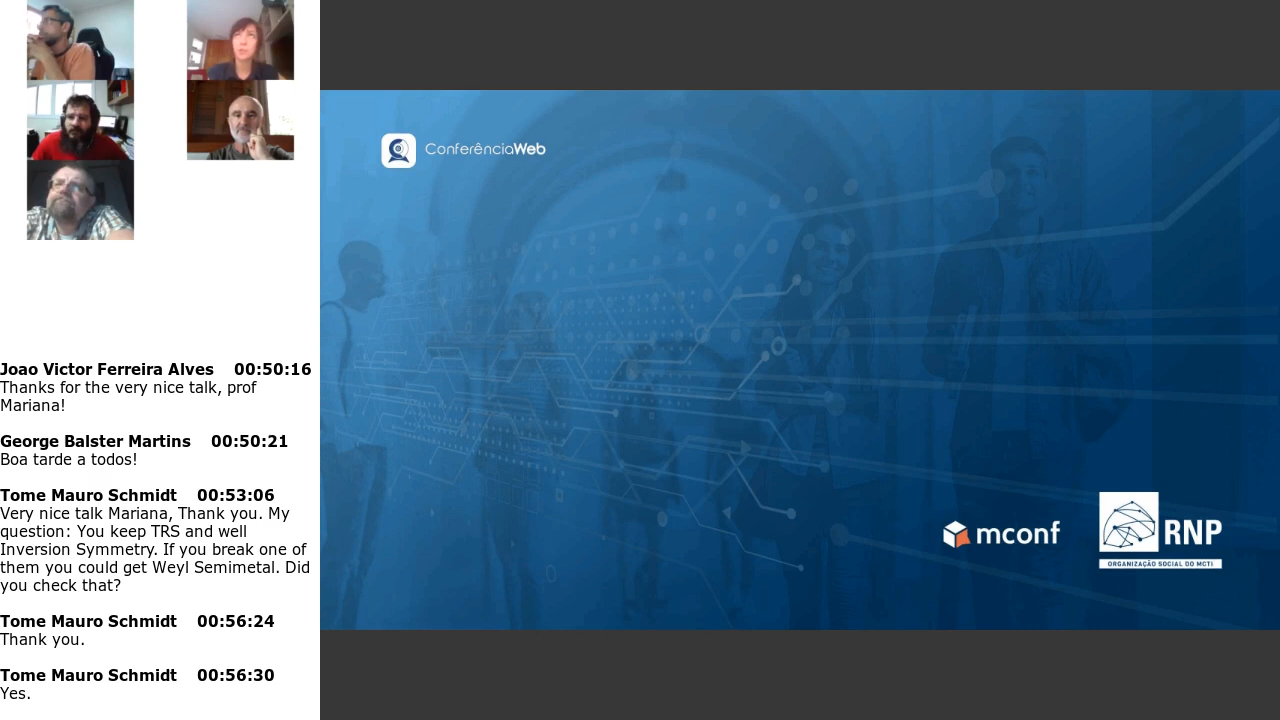 Joao Victor Ferreira Alves 00:50:16
Thanks for the very nice talk, prof
Mariana!
George Balster Martins 00:50:21
Boa tarde a todos!
Tome Mauro Schmidt 00:53:06
Very nice talk Mariana, Thank you. My
question: You keep TRS and well
Inversion Symmetry. If you break one of
them you could get Weyl Semimetal. Did
you check that?
Tome Mauro Schmidt 00:56:24
Thank you.
Tome Mauro Schmidt 00:56:30
Yes.
ConferênciaWeb
mconf
RNP
ORGANIZAÇÃO SOCIAL DO MCTI